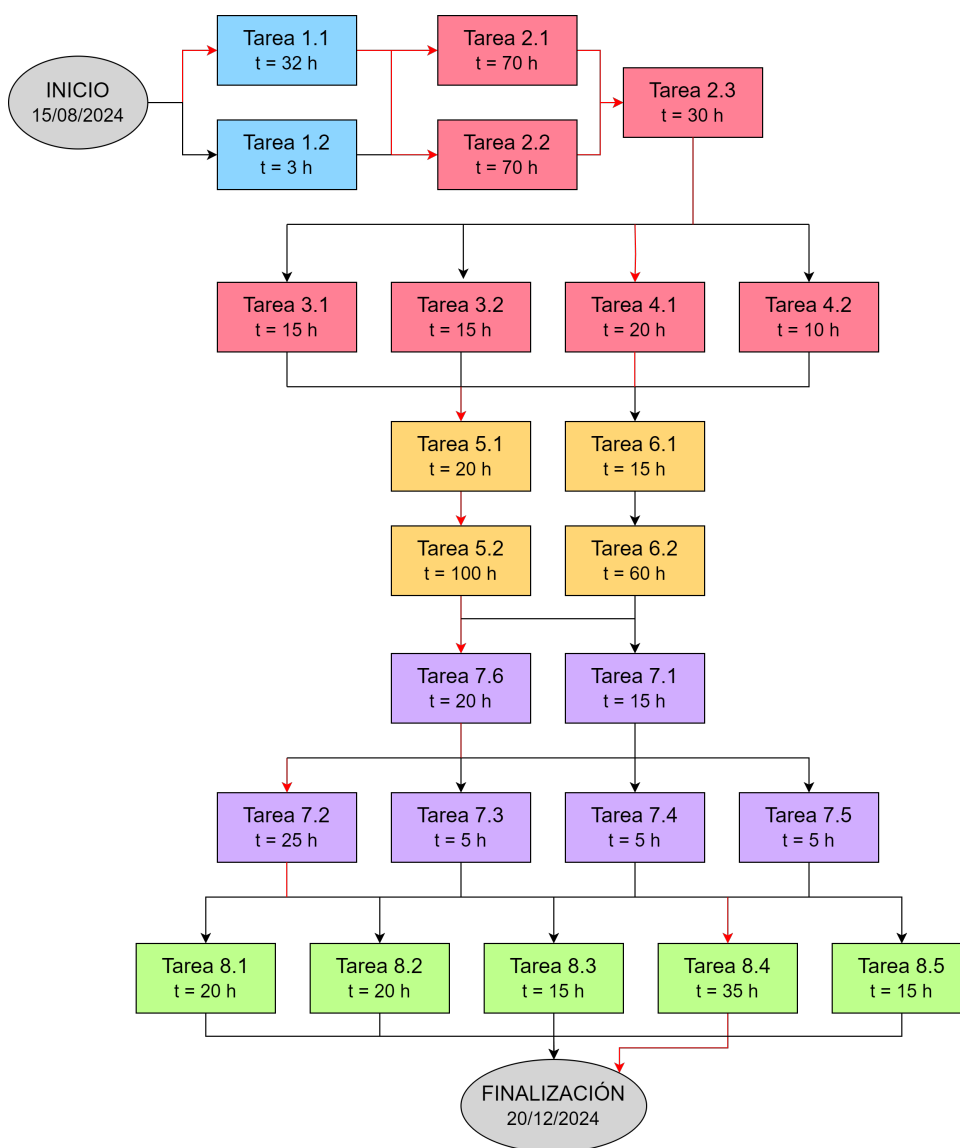 INICIO
15/08/2024
Tarea 1.1
t = 32 h
Tarea 1.2
t = 3 h
Tarea 2.1
t = 70 h
Tarea 2.2
t = 70 h
Tarea 2.3
t = 30 h
Tarea 3.1
t = 15 h
Tarea 3.2
t = 15 h
Tarea 4.1
t = 20 h
Tarea 4.2
t = 10 h
Tarea 5.1
t = 20 h
Tarea 6.1
t = 15 h
Tarea 5.2
t = 100 h
Tarea 6.2
t = 60 h
Tarea 7.6
t = 20 h
Tarea 7.1
t = 15 h
Tarea 7.2
t = 25 h
Tarea 7.3
t = 5 h
Tarea 7.4
t = 5 h
Tarea 7.5
t = 5 h
Tarea 8.1
t = 20 h
Tarea 8.2
t = 20 h
Tarea 8.3
t = 15 h
Tarea 8.4
t = 35 h
Tarea 8.5
t = 15 h
FINALIZACIÓN
20/12/2024